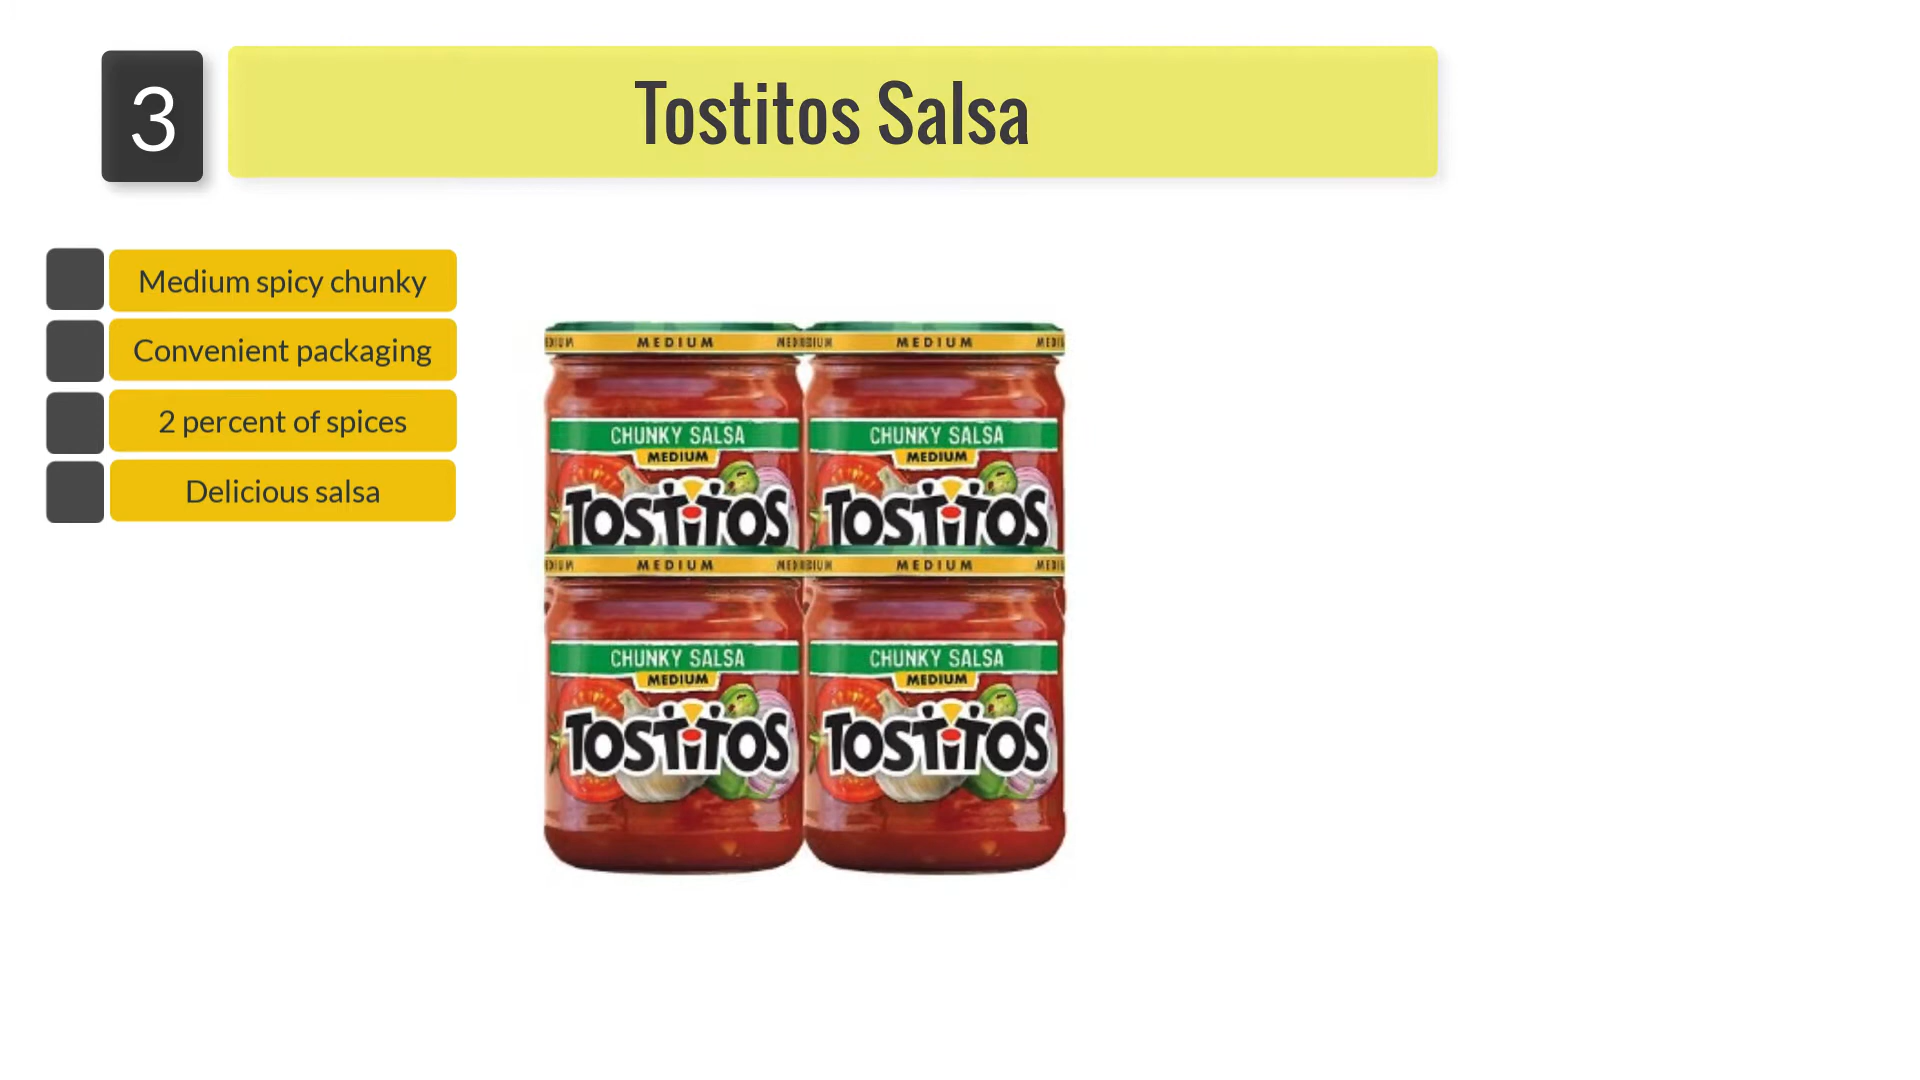 3
Tostitos Salsa
Medium spicy chunky
Convenient packaging
2 percent of spices
Delicious salsa
MEDIUM MEDIUM
CHUNKY SALSA CHUNKY SALSA
MEDIUM MEDIUM
TOSTITOS TOSTITOS
MEDIUM MEDIUM
CHUNKY SALSA CHUNKY SALSA
MEDIUM MEDIUM
TOSTITOS TOSTITOS